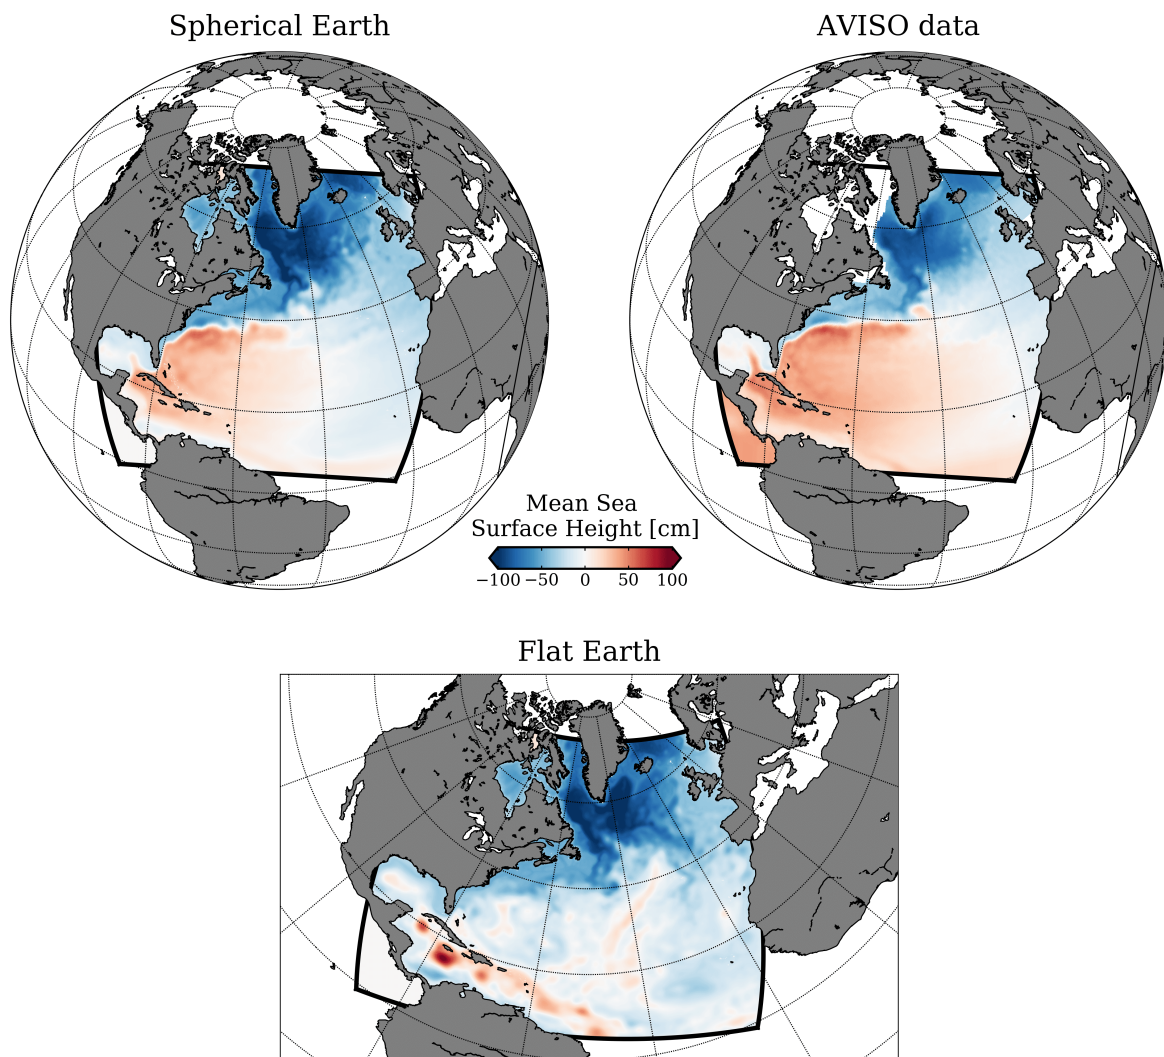 Spherical Earth
AVISO data
Mean Sea
Surface Height [cm]
−100 −50 0 50 100
Flat Earth